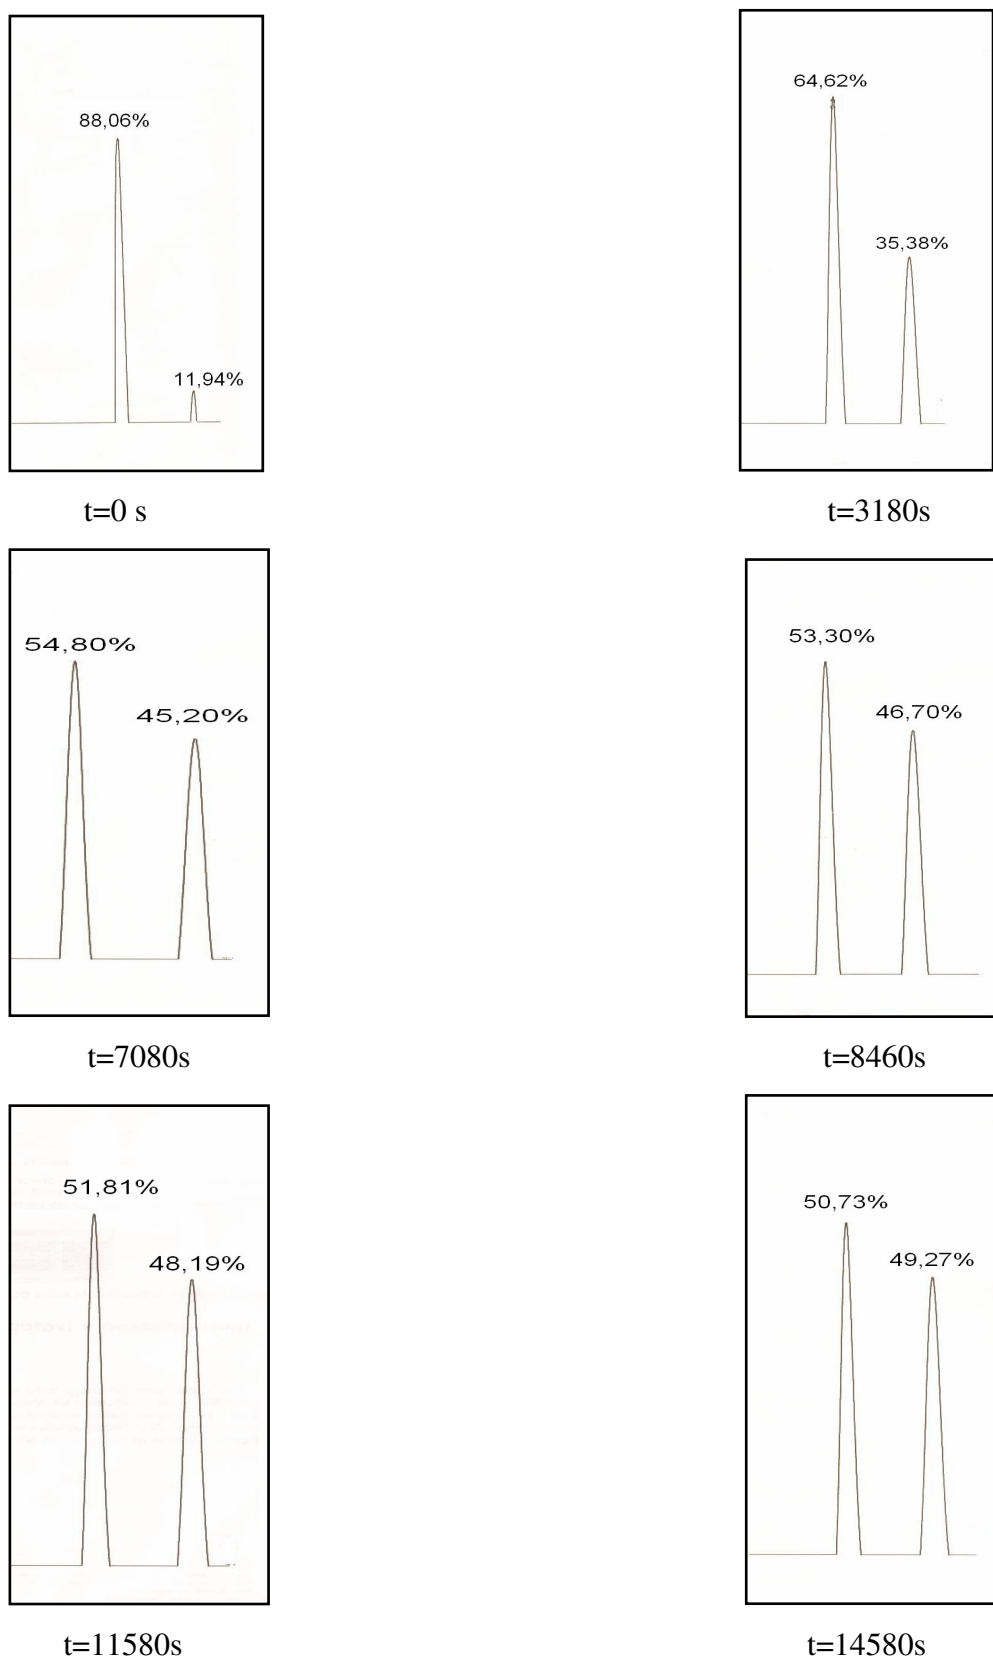 88,06%
11,94%
t=0 s
64,62%
35,38%
t=3180s
54,80%
45,20%
t=7080s
53,30%
46,70%
t=8460s
51,81%
48,19%
t=11580s
50,73%
49,27%
t=14580s